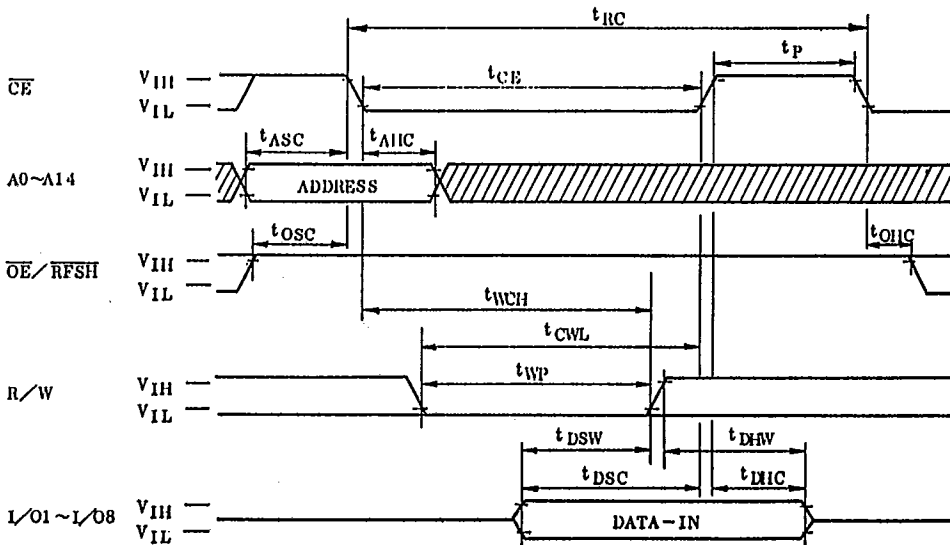 tRC
tP
CE
VIH
VIL
tCE
tASC
tAHC
A0~A14
VIH
VIL
ADDRESS
tOSC
tOHC
OE/RFSH
VIH
VIL
tWCH
tCWL
R/W
VIH
VIL
tWP
tDSW
tDHW
tDSC
tDHC
I/O1~I/O8
VIH
VIL
DATA-IN